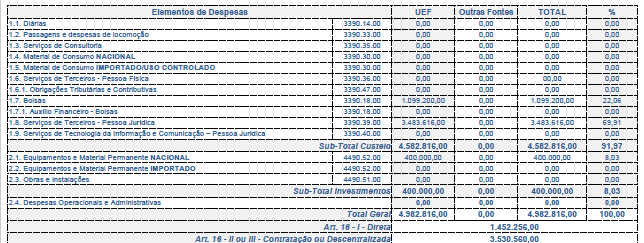 Elementos de Despesas UEF Outras Fontes TOTAL %
1.1. Diárias 3390.14.00 0,00 0,00 0,00 0,00
1.2. Passagens e despesas de locomoção 3390.33.00 0,00 0,00 0,00 0,00
1.3. Serviços de Consultoria 3390.35.00 0,00 0,00 0,00 0,00
1.4. Material de Consumo NACIONAL 3390.30.00 0,00 0,00 0,00 0,00
1.5. Material de Consumo IMPORTADO/USO CONTROLADO 3390.30.00 0,00 0,00 0,00 0,00
1.6. Serviços de Terceiros - Pessoa Física 3390.36.00 0,00 0,00 00,00 0,00
1.6.1. Obrigações Tributárias e Contributivas 3390.47.00 0,00 0,00 0,00 0,00
1.7. Bolsas 3390.18.00 1.099.200,00 0,00 1.099.200,00 22,06
1.7.1. Auxílio Financeiro - Bolsas 3390.18.00 0,00 0,00 0,00 0,00
1.8. Serviços de Terceiros - Pessoa Jurídica 3390.39.00 3.483.616,00 0,00 3.483.616,00 69,91
1.9. Serviços de Tecnologia da Informação e Comunicação – Pessoa Jurídica 3390.40.00 0,00 0,00 0,00 0,00
Sub-Total Custeio 4.582.816,00 0,00 4.582.816,00 91,97
2.1. Equipamentos e Material Permanente NACIONAL 4490.52.00 400.000,00 0,00 400.000,00 8,03
2.2. Equipamentos e Material Permanente IMPORTADO 4490.52.00 0,00 0,00 0,00 0,00
2.3. Obras e Instalações 4490.51.00 0,00 0,00 0,00 0,00
Sub-Total Investimentos 400.000,00 0,00 400.000,00 8,03
2.4. Despesas Operacionais e Administrativas 0,00 0,00 0,00 0,00
Total Geral 4.982.816,00 0,00 4.982.816,00 100,00
Art. 16 - I - Direta 1.452.256,00
Art. 16 - II ou III - Contratação ou Descentralizada 3.530.560,00